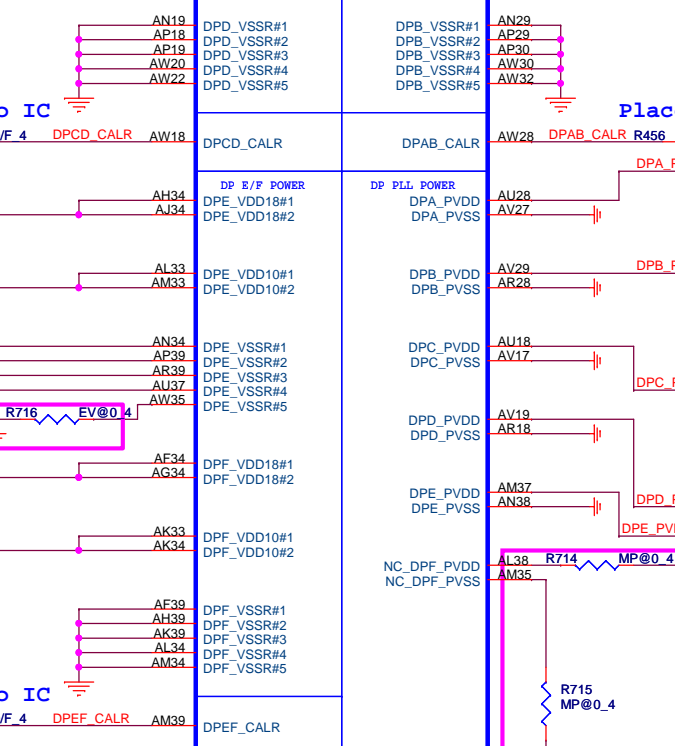 AN19 DPD_VSSR#1 DPB_VSSR#1 AN29
AP18 DPD_VSSR#2 DPB_VSSR#2 AP29
AP19 DPD_VSSR#3 DPB_VSSR#3 AP30
AW20 DPD_VSSR#4 DPB_VSSR#4 AW30
AW22 DPD_VSSR#5 DPB_VSSR#5 AW32
o IC Plac
/F_4 DPCD_CALR AW18 DPCD_CALR DPAB_CALR AW28 DPAB_CALR R456
DPA_P
DP E/F POWER DP PLL POWER
AH34 DPE_VDD18#1 DPA_PVDD AU28
AJ34 DPE_VDD18#2 DPA_PVSS AV27
AL33 DPE_VDD10#1 DPB_PVDD AV29 DPB_P
AM33 DPE_VDD10#2 DPB_PVSS AR28
AN34 DPE_VSSR#1 DPC_PVDD AU18
AP39 DPE_VSSR#2 DPC_PVSS AV17
AR39 DPE_VSSR#3
AU37 DPE_VSSR#4 DPC_P
AW35 DPE_VSSR#5
R716 EV@0_4 DPD_PVDD AV19
DPD_PVSS AR18
AF34 DPF_VDD18#1
AG34 DPF_VDD18#2
DPE_PVDD AM37 DPD_P
DPE_PVSS AN38
AK33 DPF_VDD10#1 DPE_PV
AK34 DPF_VDD10#2
NC_DPF_PVDD AL38 R714 MP@0_4
NC_DPF_PVSS AM35
AF39 DPF_VSSR#1
AH39 DPF_VSSR#2
AK39 DPF_VSSR#3
AL34 DPF_VSSR#4
AM34 DPF_VSSR#5
o IC R715
MP@0_4
/F_4 DPEF_CALR AM39 DPEF_CALR